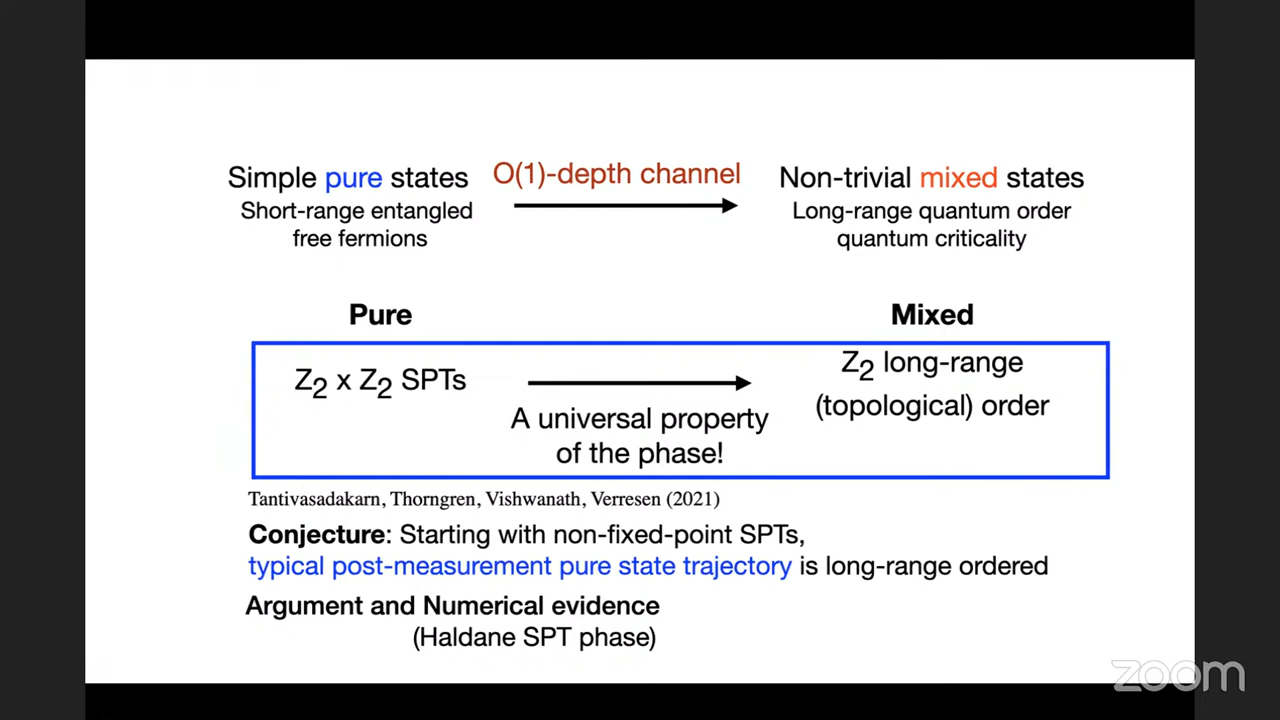 Simple pure states
O(1)-depth channel
Non-trivial mixed states
Short-range entangled
free fermions
Long-range quantum order
quantum criticality
Pure
Mixed
Z2 x Z2 SPTs
A universal property
of the phase!
Z2 long-range
(topological) order
Tantivasadakarn, Thorngren, Vishwanath, Verresen (2021)
Conjecture: Starting with non-fixed-point SPTs,
typical post-measurement pure state trajectory is long-range ordered
Argument and Numerical evidence
(Haldane SPT phase)
zoom